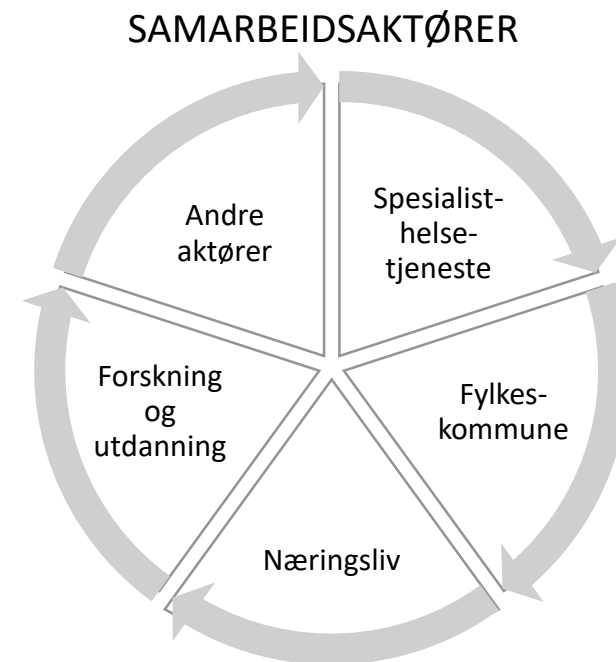 SAMARBEIDSAKTØRER
Spesialist-
helse-
tjeneste
Fylkes-
kommune
Næringsliv
Forskning
og
utdanning
Andre
aktører